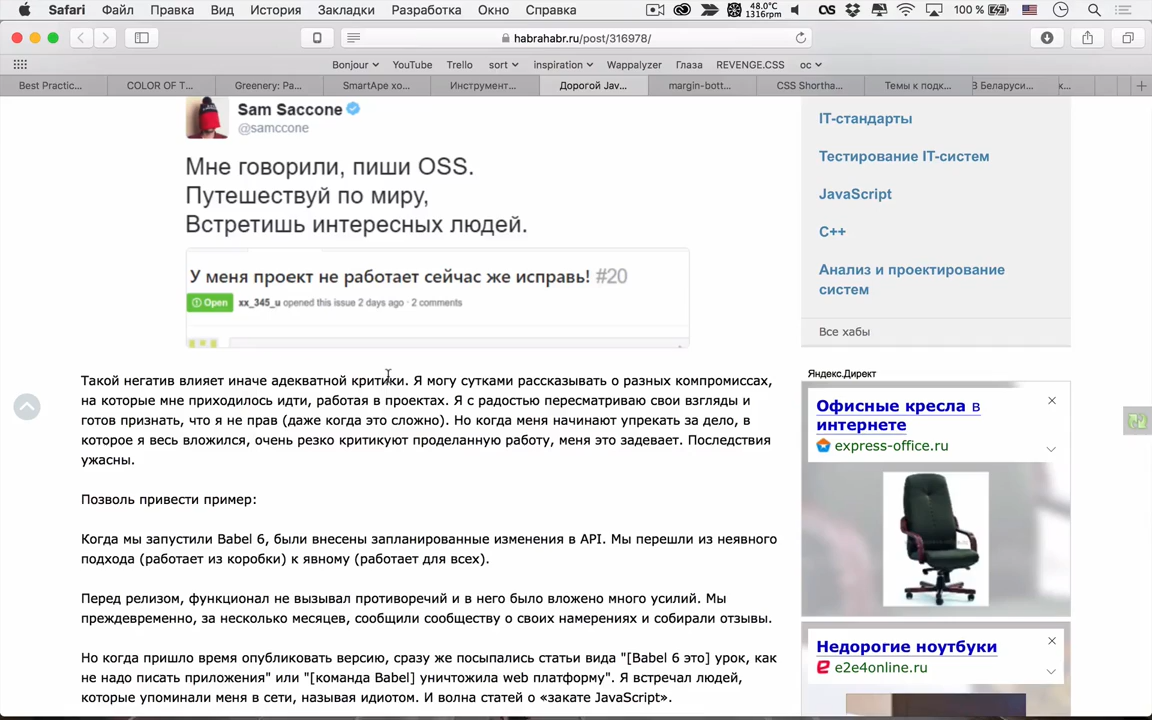 Safari Файл Правка Вид История Закладки Разработка Окно Справка 48.0°C 1316rpm 100 %
habrahabr.ru/post/316978/
Bonjour YouTube Trello sort inspiration Wappalyzer Глаза REVENGE.CSS ос
Best Practic... COLOR OF T... Greenery: Pa... SmartApe хо... Инструмент... Дорогой Jav... margin-bott... CSS Shortha... Темы к подк... В Беларуси... к...
Sam Saccone
@samccone
Мне говорили, пиши OSS.
Путешествуй по миру,
Встретишь интересных людей.
У меня проект не работает сейчас же исправь! #20
Open xx_345_u opened this issue 2 days ago · 2 comments
Такой негатив влияет иначе адекватной критики. Я могу сутками рассказывать о разных компромиссах,
на которые мне приходилось идти, работая в проектах. Я с радостью пересматриваю свои взгляды и
готов признать, что я не прав (даже когда это сложно). Но когда меня начинают упрекать за дело, в
которое я весь вложился, очень резко критикуют проделанную работу, меня это задевает. Последствия
ужасны.
Позволь привести пример:
Когда мы запустили Babel 6, были внесены запланированные изменения в API. Мы перешли из неявного
подхода (работает из коробки) к явному (работает для всех).
Перед релизом, функционал не вызывал противоречий и в него было вложено много усилий. Мы
преждевременно, за несколько месяцев, сообщили сообществу о своих намерениях и собирали отзывы.
Но когда пришло время опубликовать версию, сразу же посыпались статьи вида "[Babel 6 это] урок, как
не надо писать приложения" или "[команда Babel] уничтожила web платформу". Я встречал людей,
которые упоминали меня в сети, называя идиотом. И волна статей о «закате JavaScript».
IT-стандарты
Тестирование IT-систем
JavaScript
C++
Анализ и проектирование
систем
Все хабы
Яндекс.Директ
Офисные кресла в
интернете
express-office.ru
Недорогие ноутбуки
e2e4online.ru